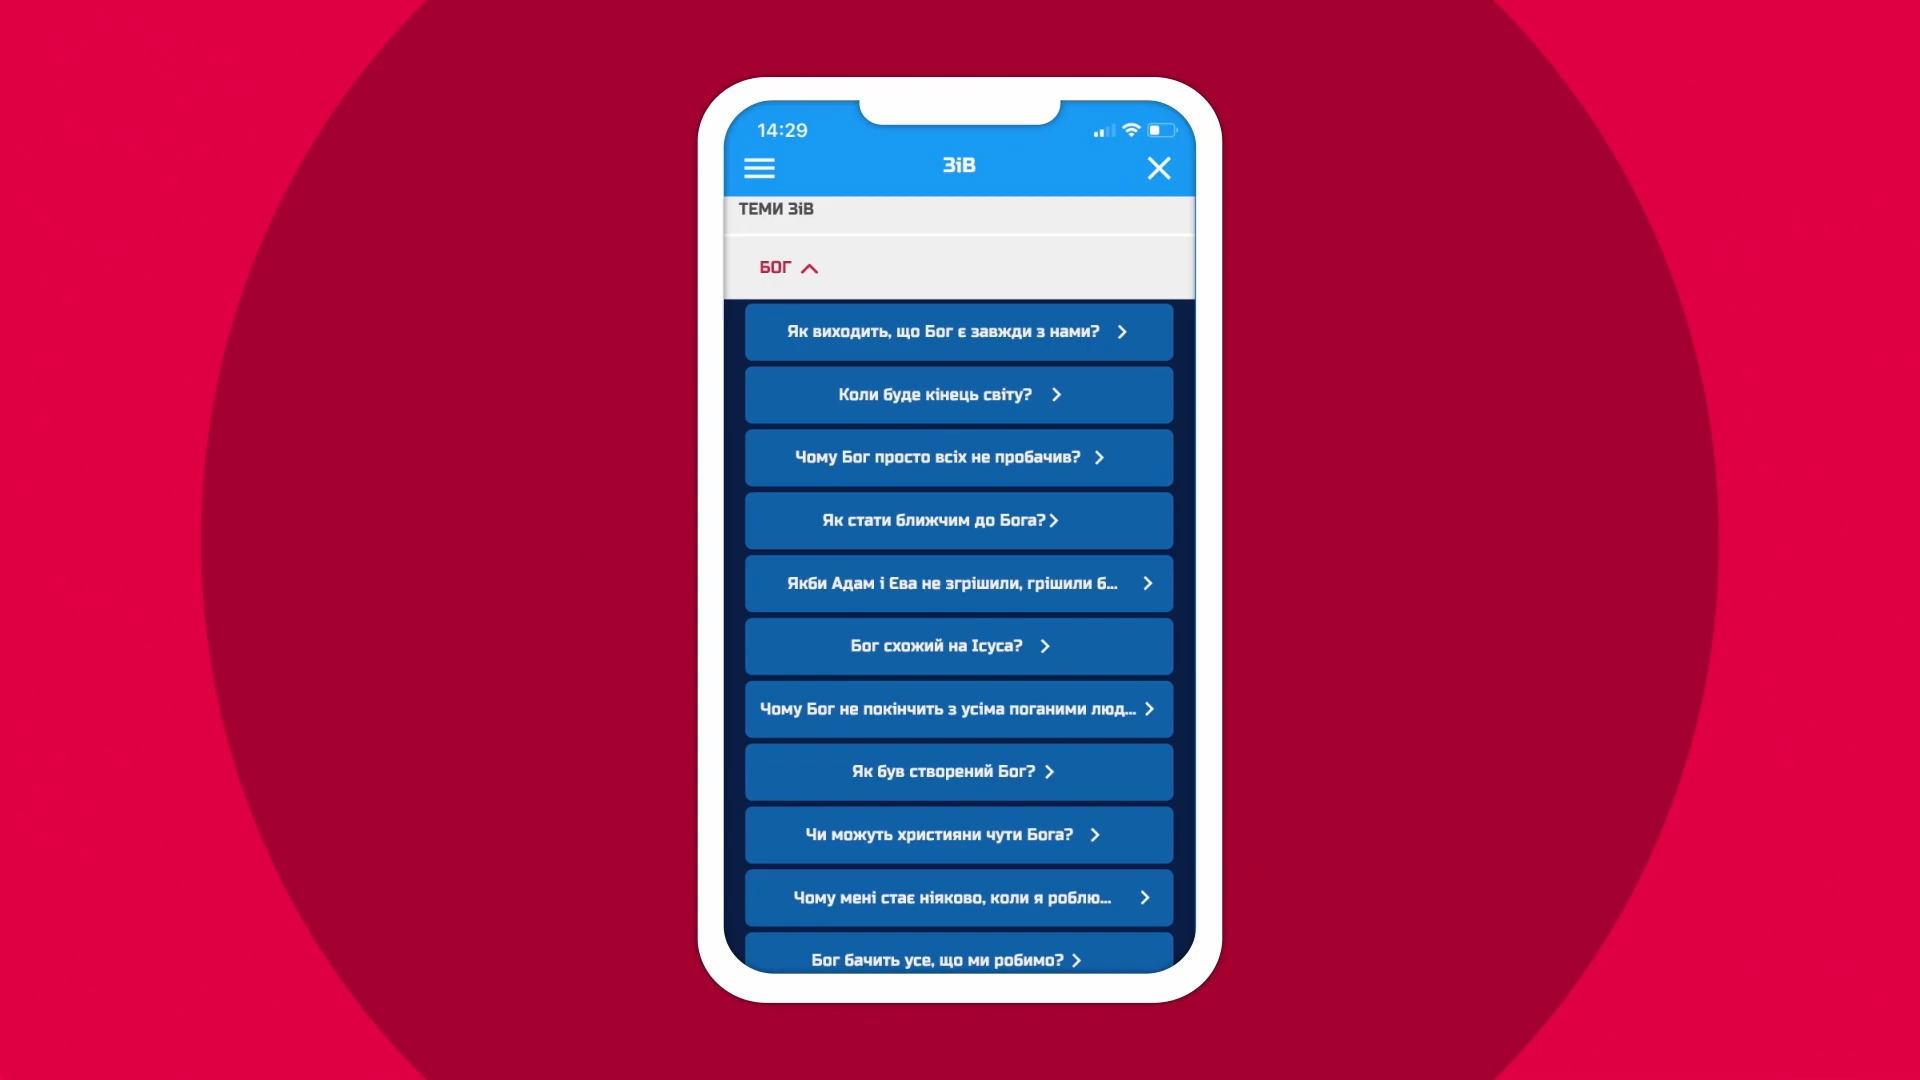 14:29
ЗіВ
ТЕМИ ЗіВ
БОГ
Як виходить, що Бог є завжди з нами?
Коли буде кінець світу?
Чому Бог просто всіх не пробачив?
Як стати ближчим до Бога?
Якби Адам і Ева не згрішили, грішили б...
Бог схожий на Ісуса?
Чому Бог не покінчить з усіма поганими люд...
Як був створений Бог?
Чи можуть християни чути Бога?
Чому мені стає ніяково, коли я роблю...
Бог бачить усе, що ми робимо?